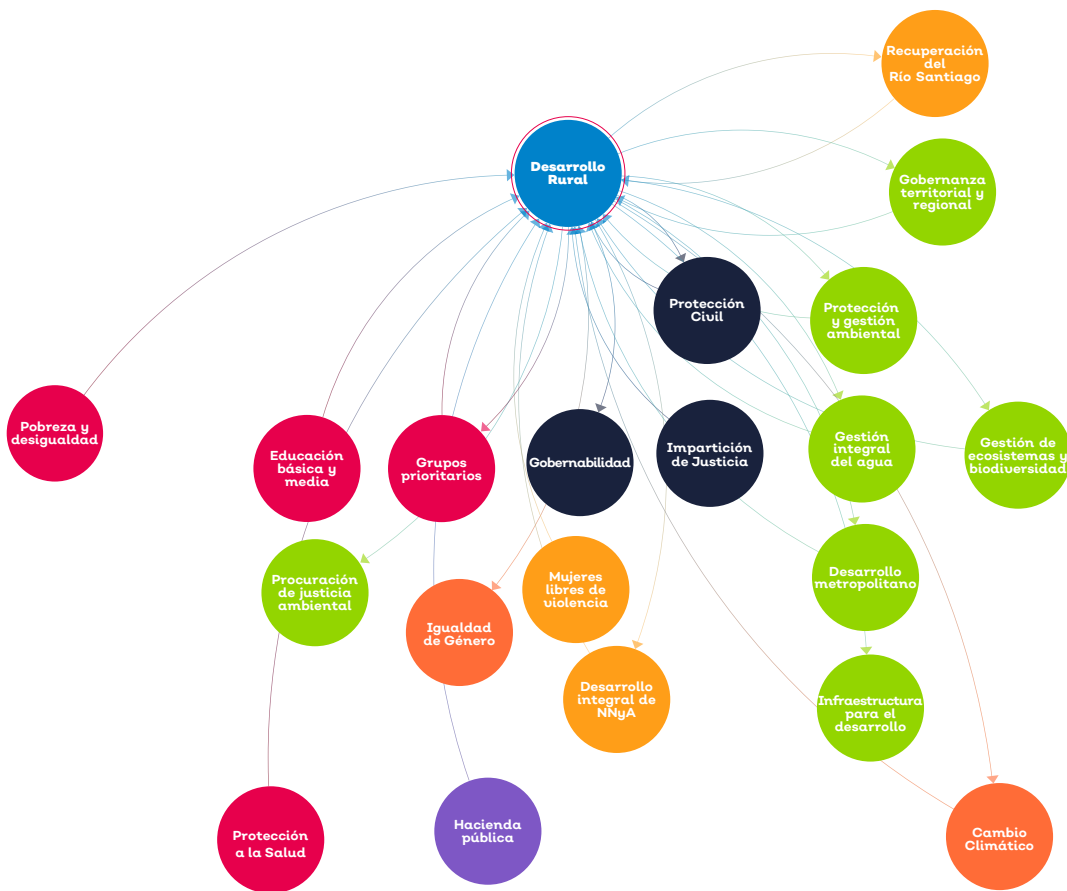 Recuperación
del
Río Santiago
Desarrollo
Rural
Gobernanza
territorial y
regional
Protección
Civil
Protección
y gestión
ambiental
Pobreza y
desigualdad
Educación
básica y
media
Grupos
prioritarios
Gobernabilidad
Impartición
de Justicia
Gestión
integral
del agua
Gestión de
ecosistemas y
biodiversidad
Procuración
de justicia
ambiental
Mujeres
libres de
violencia
Desarrollo
metropolitano
Igualdad
de Género
Desarrollo
integral de
NNyA
Infraestructura
para el
desarrollo
Protección
a la Salud
Hacienda
pública
Cambio
Climático